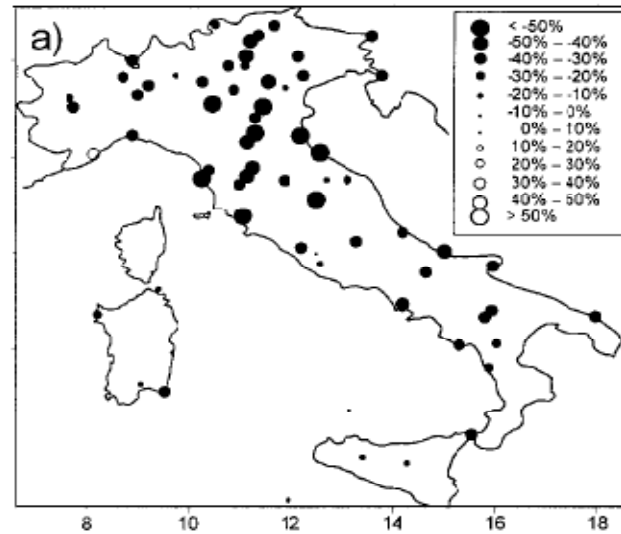 a)
< -50%
-50% – -40%
-40% – -30%
-30% – -20%
-20% – -10%
-10% – 0%
0% – 10%
10% – 20%
20% – 30%
30% – 40%
40% – 50%
> 50%
8 10 12 14 16 18